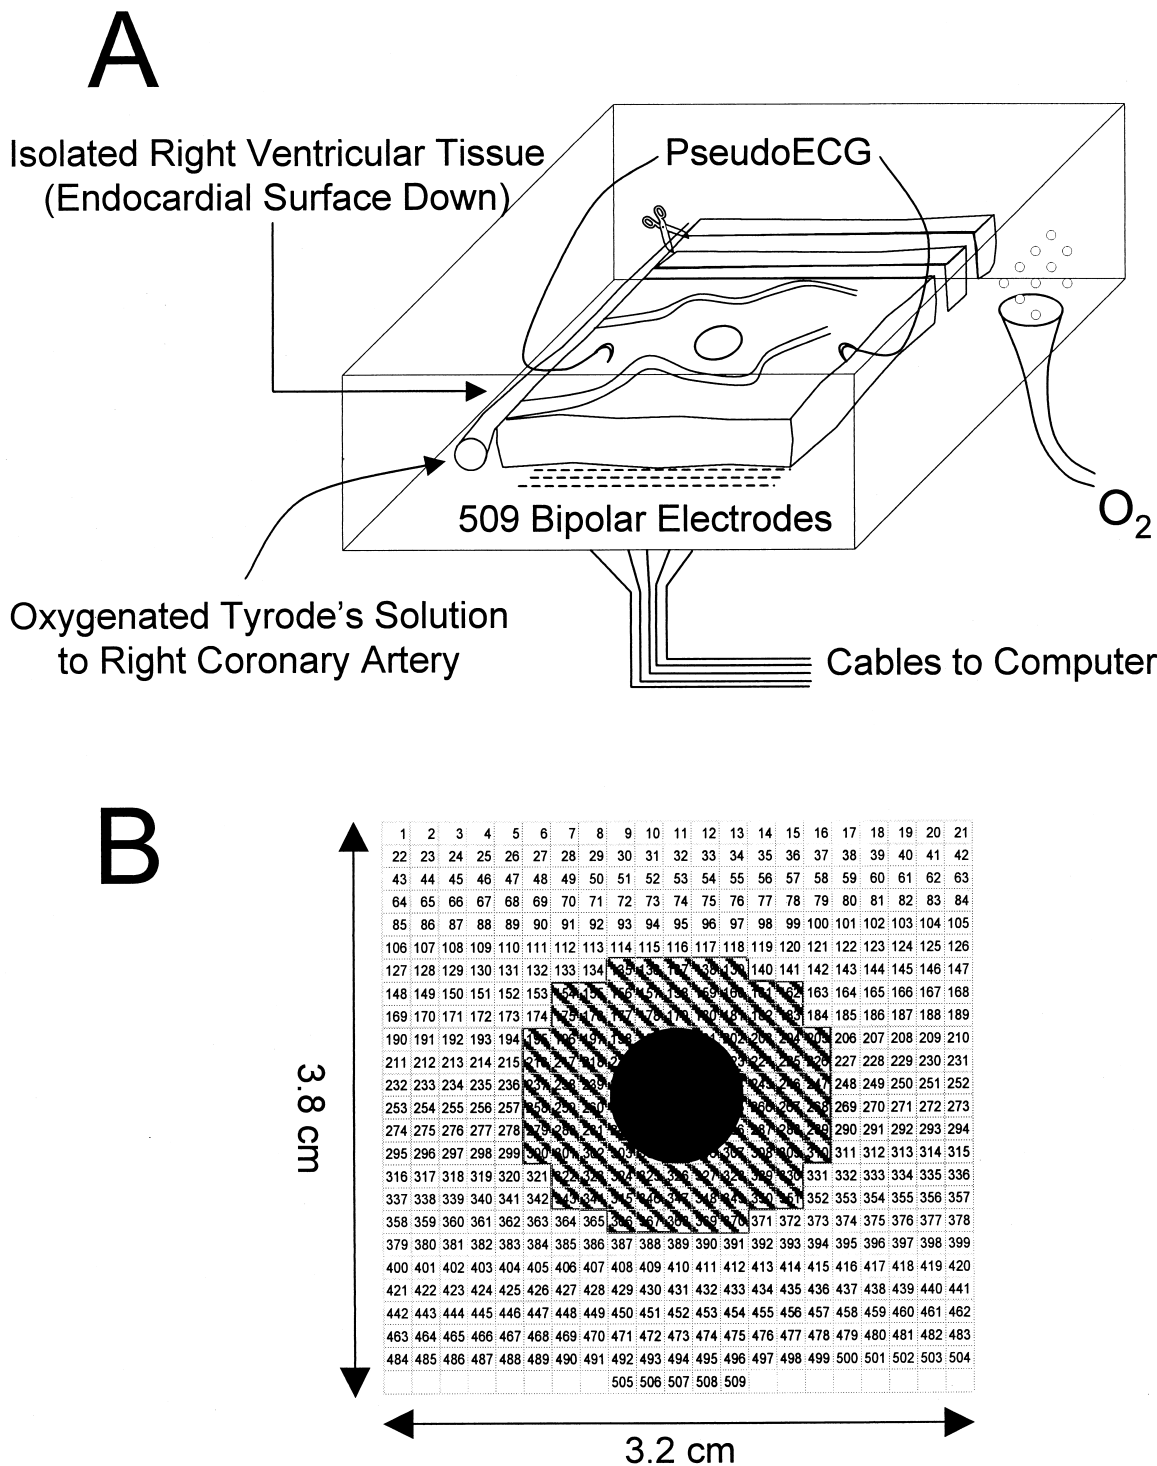 A
Isolated Right Ventricular Tissue
(Endocardial Surface Down)
PseudoECG
509 Bipolar Electrodes
O2
Oxygenated Tyrode's Solution
to Right Coronary Artery
Cables to Computer
B
1 2 3 4 5 6 7 8 9 10 11 12 13 14 15 16 17 18 19 20 21
22 23 24 25 26 27 28 29 30 31 32 33 34 35 36 37 38 39 40 41 42
43 44 45 46 47 48 49 50 51 52 53 54 55 56 57 58 59 60 61 62 63
64 65 66 67 68 69 70 71 72 73 74 75 76 77 78 79 80 81 82 83 84
85 86 87 88 89 90 91 92 93 94 95 96 97 98 99 100 101 102 103 104 105
106 107 108 109 110 111 112 113 114 115 116 117 118 119 120 121 122 123 124 125 126
127 128 129 130 131 132 133 134 140 141 142 143 144 145 146 147
148 149 150 151 152 153 163 164 165 166 167 168
169 170 171 172 173 174 184 185 186 187 188 189
190 191 192 193 194 206 207 208 209 210
211 212 213 214 215 227 228 229 230 231
232 233 234 235 236 248 249 250 251 252
253 254 255 256 257 269 270 271 272 273
274 275 276 277 278 290 291 292 293 294
295 296 297 298 299 311 312 313 314 315
316 317 318 319 320 321 331 332 333 334 335 336
337 338 339 340 341 342 352 353 354 355 356 357
358 359 360 361 362 363 364 365 371 372 373 374 375 376 377 378
379 380 381 382 383 384 385 386 387 388 389 390 391 392 393 394 395 396 397 398 399
400 401 402 403 404 405 406 407 408 409 410 411 412 413 414 415 416 417 418 419 420
421 422 423 424 425 426 427 428 429 430 431 432 433 434 435 436 437 438 439 440 441
442 443 444 445 446 447 448 449 450 451 452 453 454 455 456 457 458 459 460 461 462
463 464 465 466 467 468 469 470 471 472 473 474 475 476 477 478 479 480 481 482 483
484 485 486 487 488 489 490 491 492 493 494 495 496 497 498 499 500 501 502 503 504
505 506 507 508 509
3.8 cm
3.2 cm